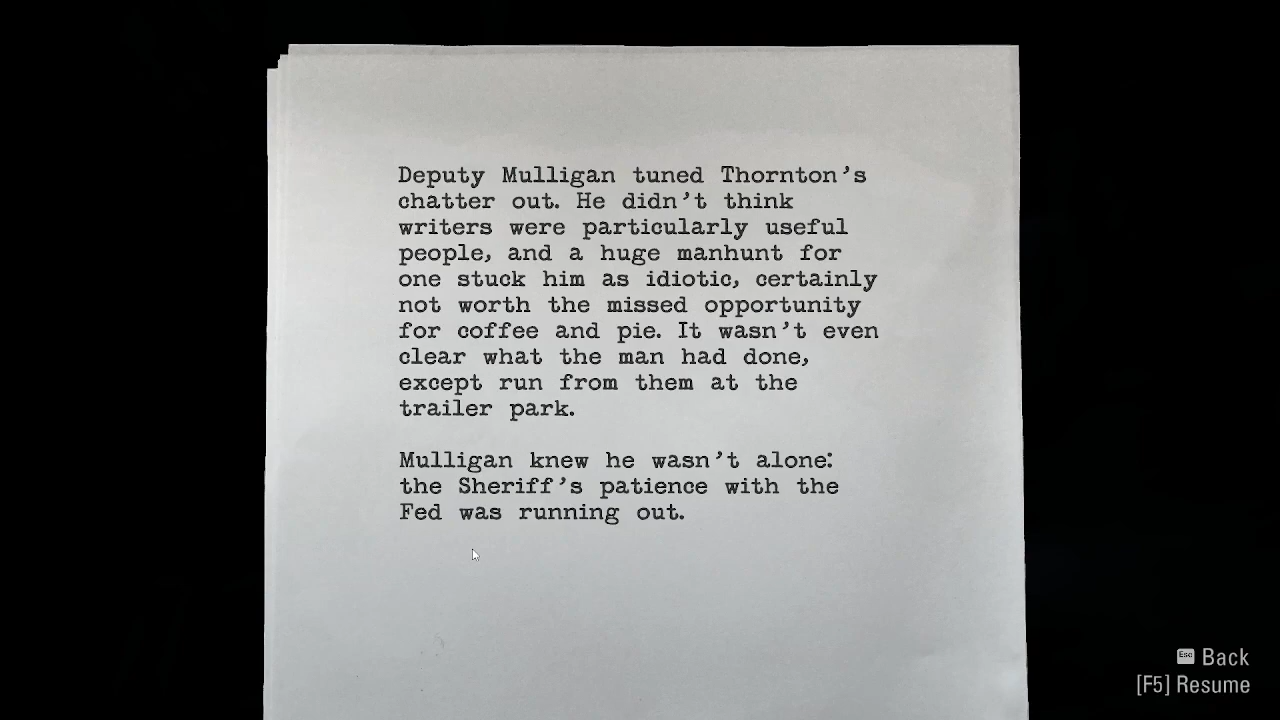 Deputy Mulligan tuned Thornton's
chatter out. He didn't think
writers were particularly useful
people, and a huge manhunt for
one stuck him as idiotic, certainly
not worth the missed opportunity
for coffee and pie. It wasn't even
clear what the man had done,
except run from them at the
trailer park.
Mulligan knew he wasn't alone:
the Sheriff's patience with the
Fed was running out.
Esc Back
[F5] Resume